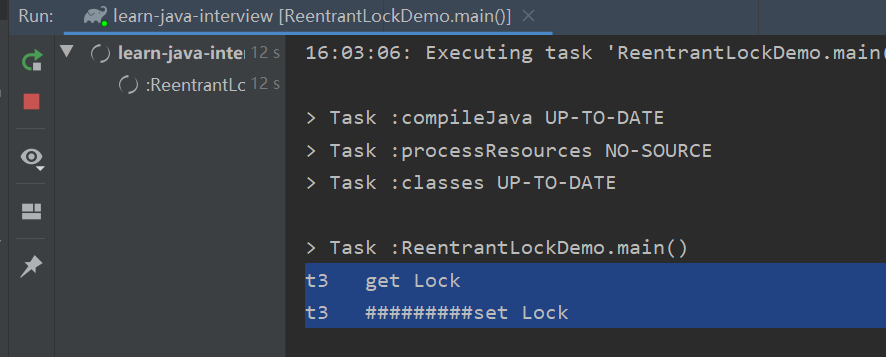 Run: learn-java-interview [ReentrantLockDemo.main()]
learn-java-inter 12 s
:ReentrantLo 12 s
16:03:06: Executing task 'ReentrantLockDemo.main(
> Task :compileJava UP-TO-DATE
> Task :processResources NO-SOURCE
> Task :classes UP-TO-DATE
> Task :ReentrantLockDemo.main()
t3 get Lock
t3 #########set Lock